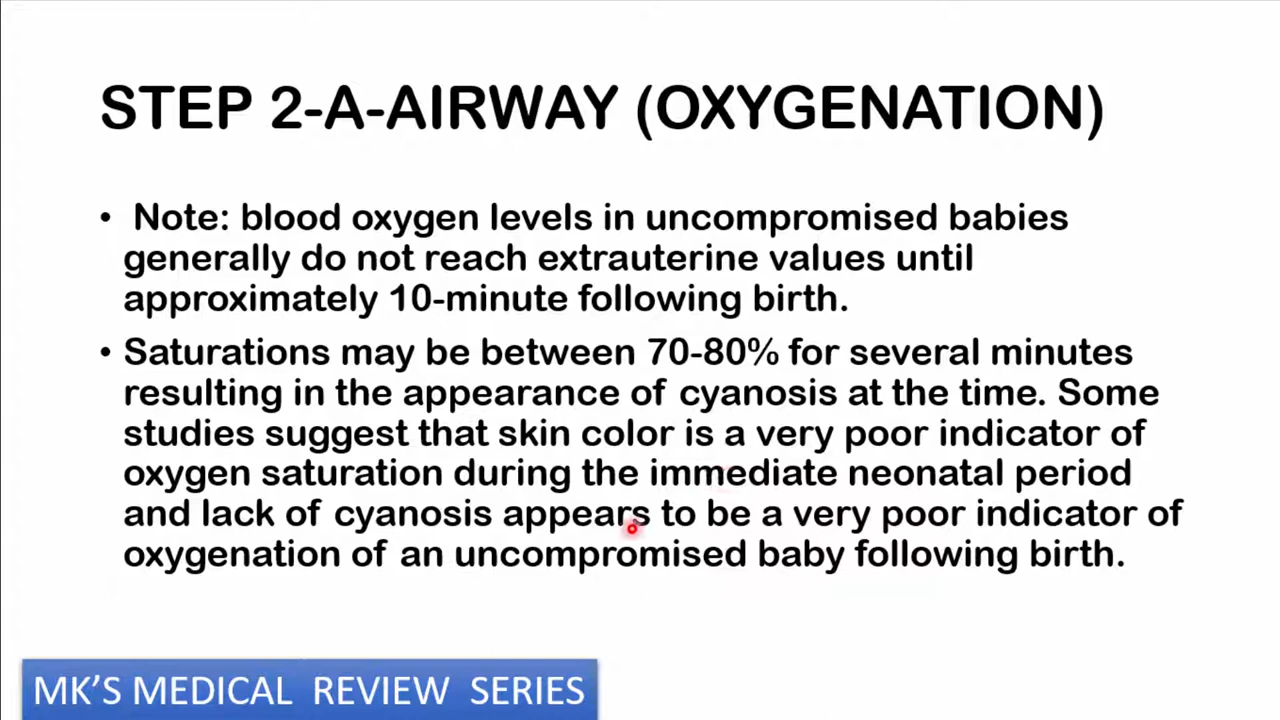 STEP 2-A-AIRWAY (OXYGENATION)
• Note: blood oxygen levels in uncompromised babies
generally do not reach extrauterine values until
approximately 10-minute following birth.
• Saturations may be between 70-80% for several minutes
resulting in the appearance of cyanosis at the time. Some
studies suggest that skin color is a very poor indicator of
oxygen saturation during the immediate neonatal period
and lack of cyanosis appears to be a very poor indicator of
oxygenation of an uncompromised baby following birth.
MK'S MEDICAL REVIEW SERIES